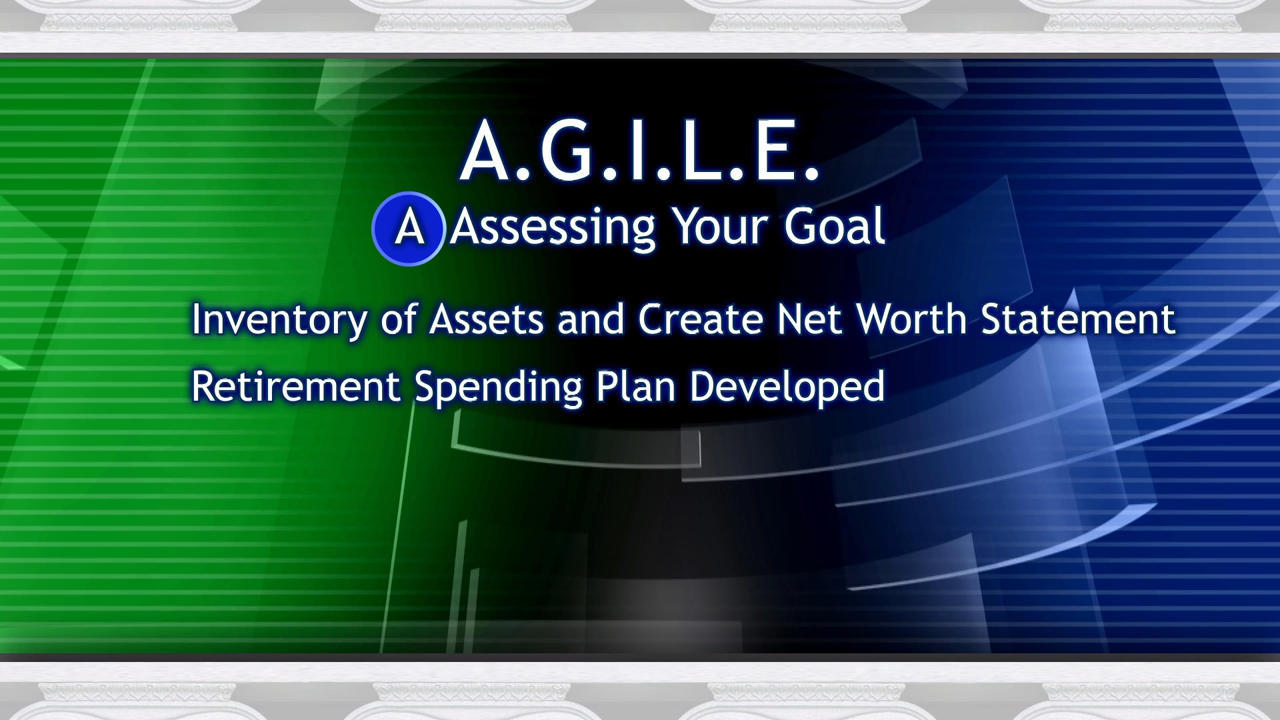 A.G.I.L.E.
A Assessing Your Goal
Inventory of Assets and Create Net Worth Statement
Retirement Spending Plan Developed